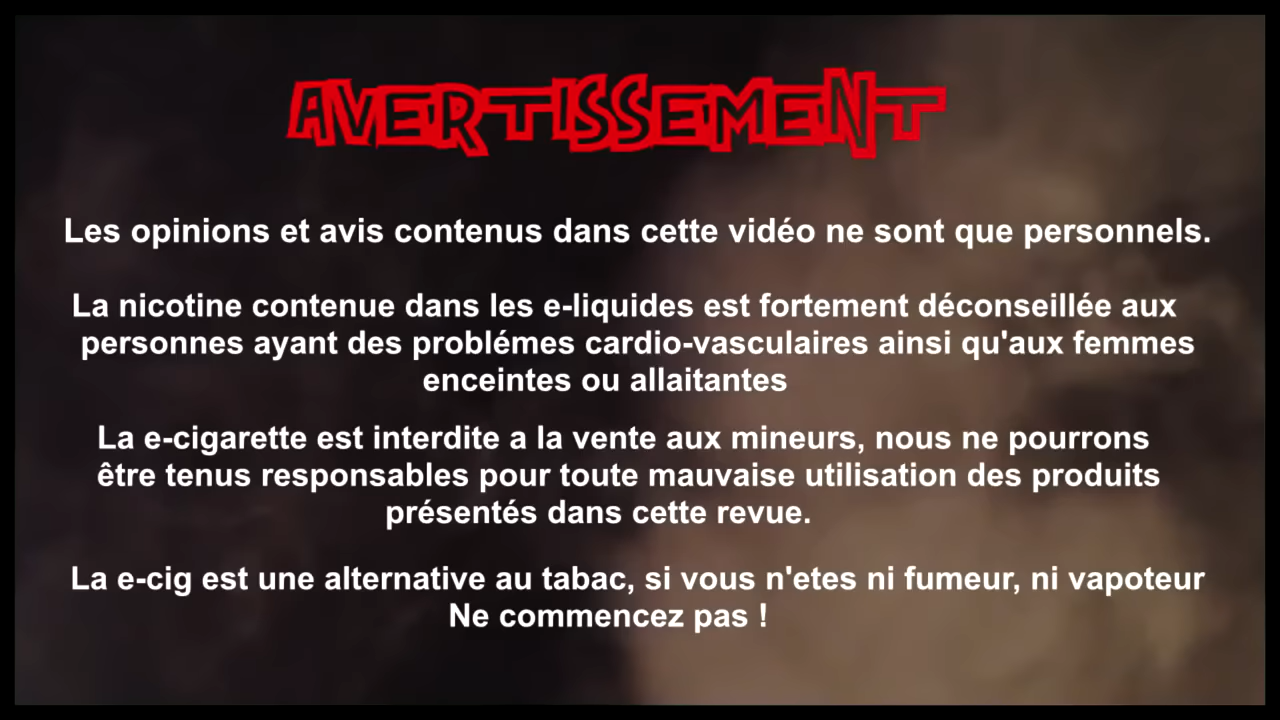 AVERTISSEMENT
Les opinions et avis contenus dans cette vidéo ne sont que personnels.
La nicotine contenue dans les e-liquides est fortement déconseillée aux
personnes ayant des problémes cardio-vasculaires ainsi qu'aux femmes
enceintes ou allaitantes
La e-cigarette est interdite a la vente aux mineurs, nous ne pourrons
être tenus responsables pour toute mauvaise utilisation des produits
présentés dans cette revue.
La e-cig est une alternative au tabac, si vous n'etes ni fumeur, ni vapoteur
Ne commencez pas !